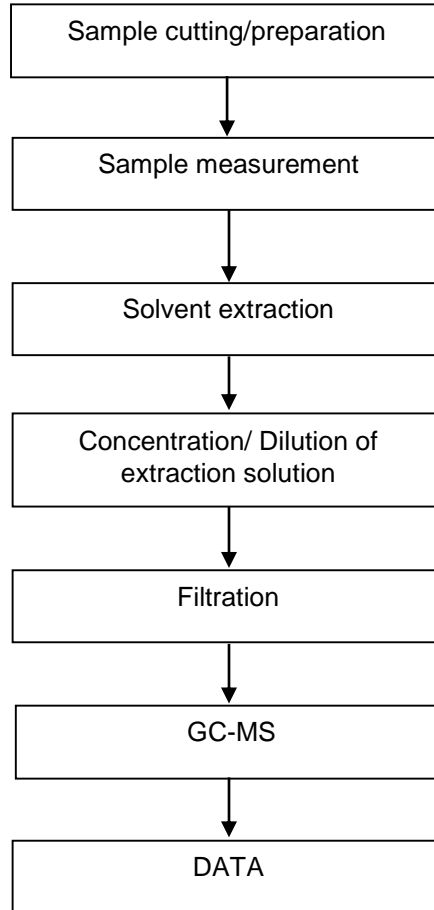 Sample cutting/preparation
Sample measurement
Solvent extraction
Concentration/ Dilution of
extraction solution
Filtration
GC-MS
DATA